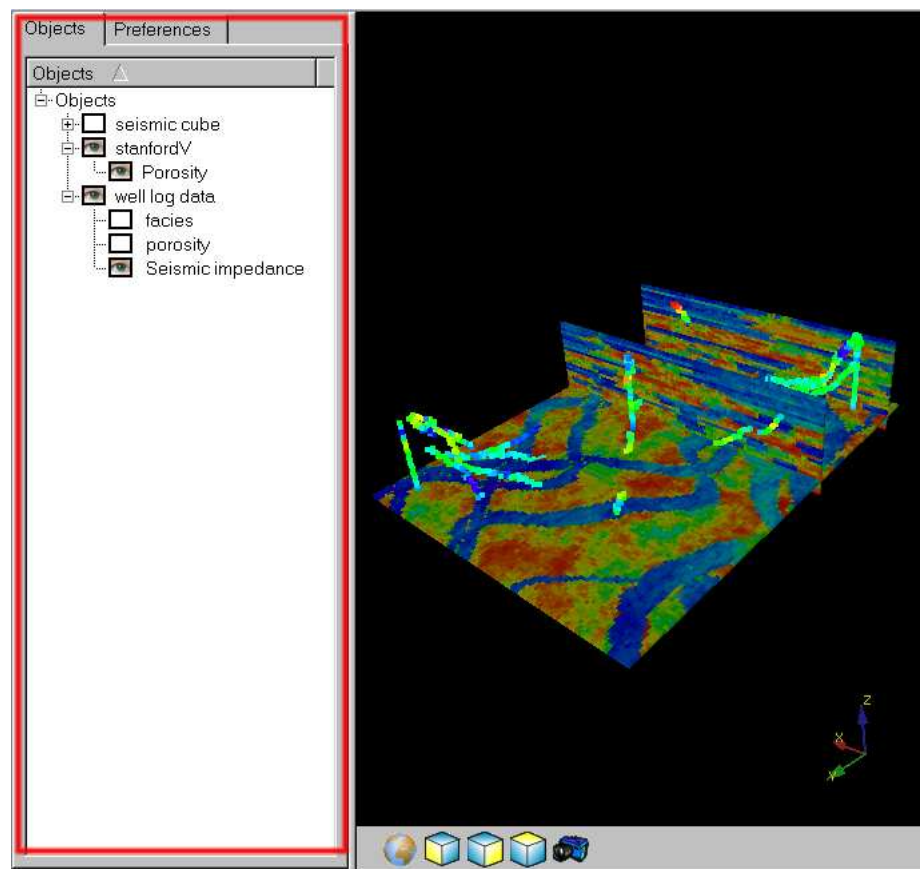 Objects Preferences
Objects
Objects
seismic cube
stanfordV
Porosity
well log data
facies
porosity
Seismic impedance
Z
X
Y